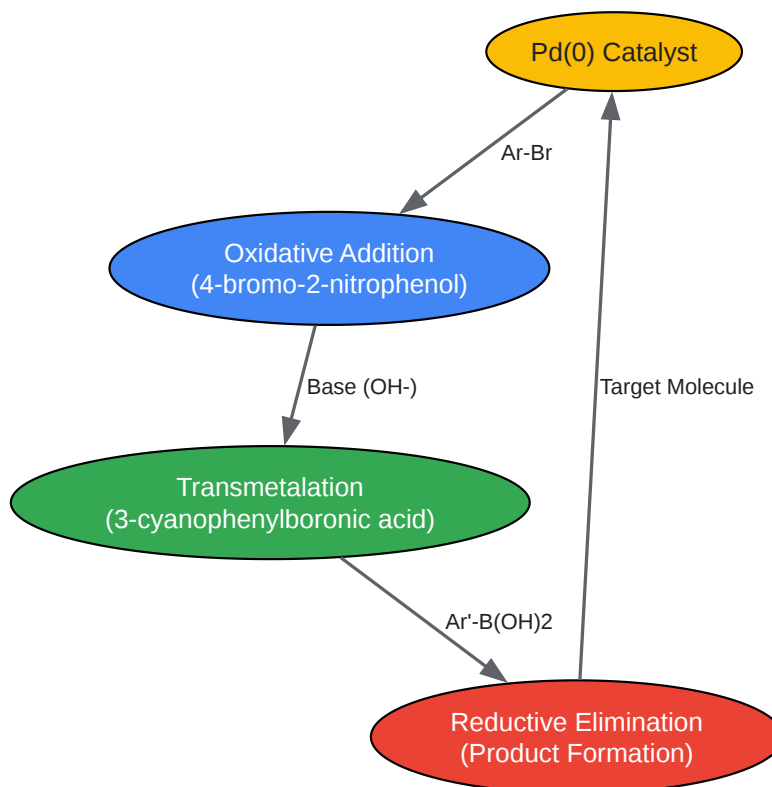 Pd(0) Catalyst
Ar-Br
Oxidative Addition
(4-bromo-2-nitrophenol)
Base (OH-)
Target Molecule
Transmetalation
(3-cyanophenylboronic acid)
Ar'-B(OH)2
Reductive Elimination
(Product Formation)